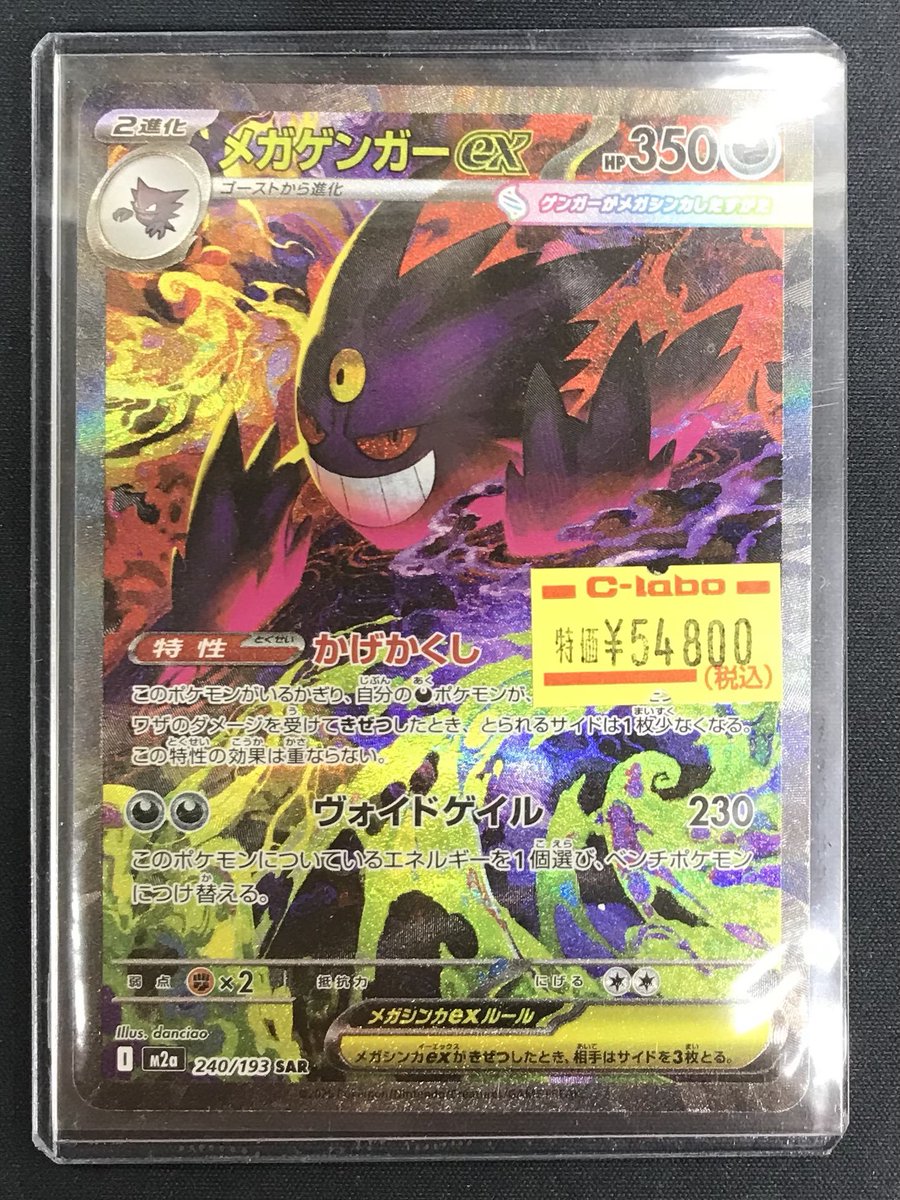 2進化
メガゲンガーex
HP350
ゴーストから進化
ゲンガーがメガシンカしたすがた
C-labo
特価¥54800
(税込)
特性
とくせい
かげかくし
このポケモンがいるかぎり、自分のポケモンが、
ワザのダメージを受けてきぜつしたとき、とられるサイドは1枚少なくなる。
この特性の効果は重ならない。
ヴォイドゲイル 230
このポケモンについているエネルギーを1個選び、ベンチポケモン
につけ替える。
弱点 ×2 抵抗力 にげる
メガシンカexルール
メガシンカexがきぜつしたとき、相手はサイドを3枚とる。
Illus. danciao
I m2a 240/193 SAR